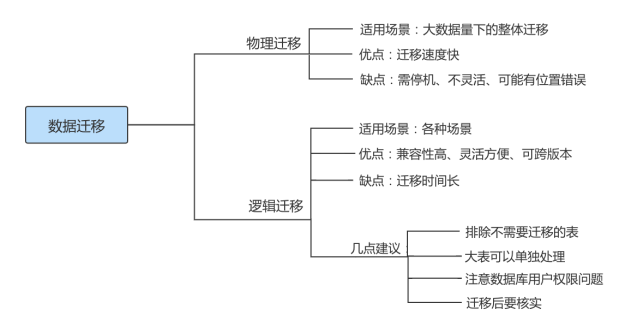 数据迁移
物理迁移
适用场景：大数据量下的整体迁移
优点：迁移速度快
缺点：需停机、不灵活、可能有位置错误
逻辑迁移
适用场景：各种场景
优点：兼容性高、灵活方便、可跨版本
缺点：迁移时间长
几点建议：
排除不需要迁移的表
大表可以单独处理
注意数据库用户权限问题
迁移后要核实